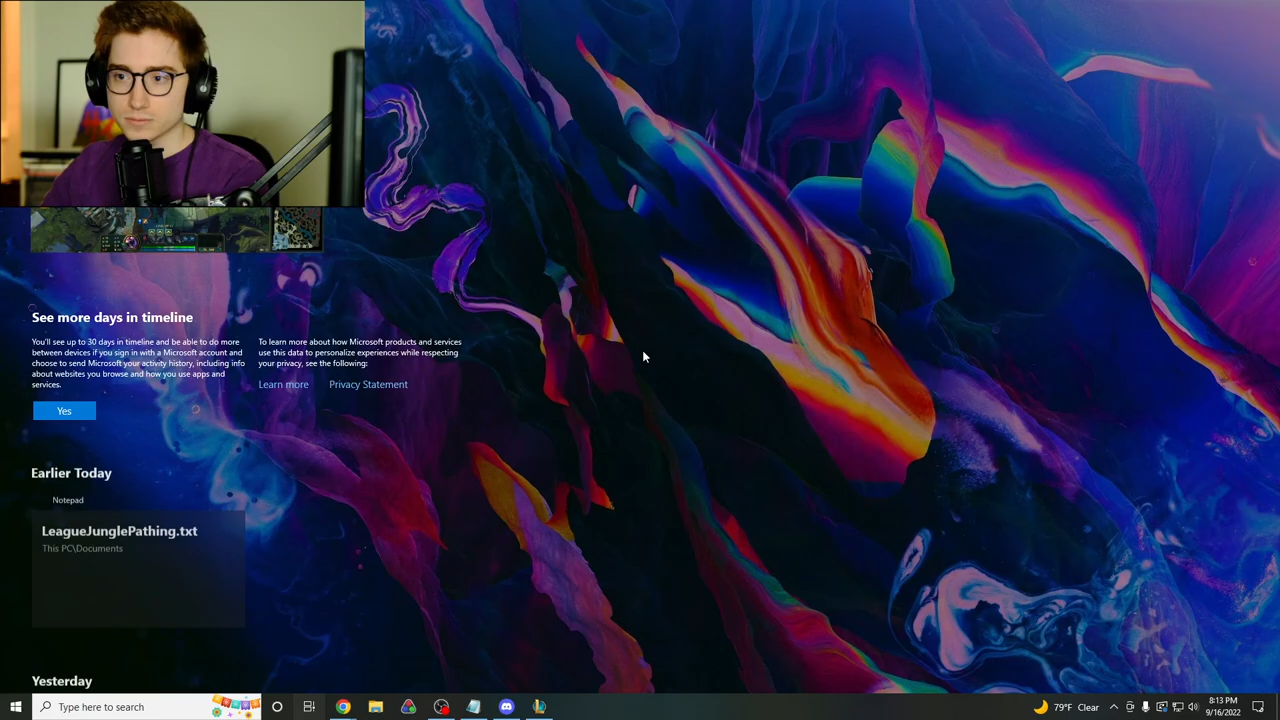 See more days in timeline
You'll see up to 30 days in timeline and be able to do more
between devices if you sign in with a Microsoft account and
choose to send Microsoft your activity history, including info
about websites you browse and how you use apps and
services.
To learn more about how Microsoft products and services
use this data to personalize experiences while respecting
your privacy, see the following:
Learn more Privacy Statement
Yes
Earlier Today
Notepad
LeagueJunglePathing.txt
This PC\Documents
Yesterday
Type here to search
79°F Clear
8:13 PM
9/16/2022